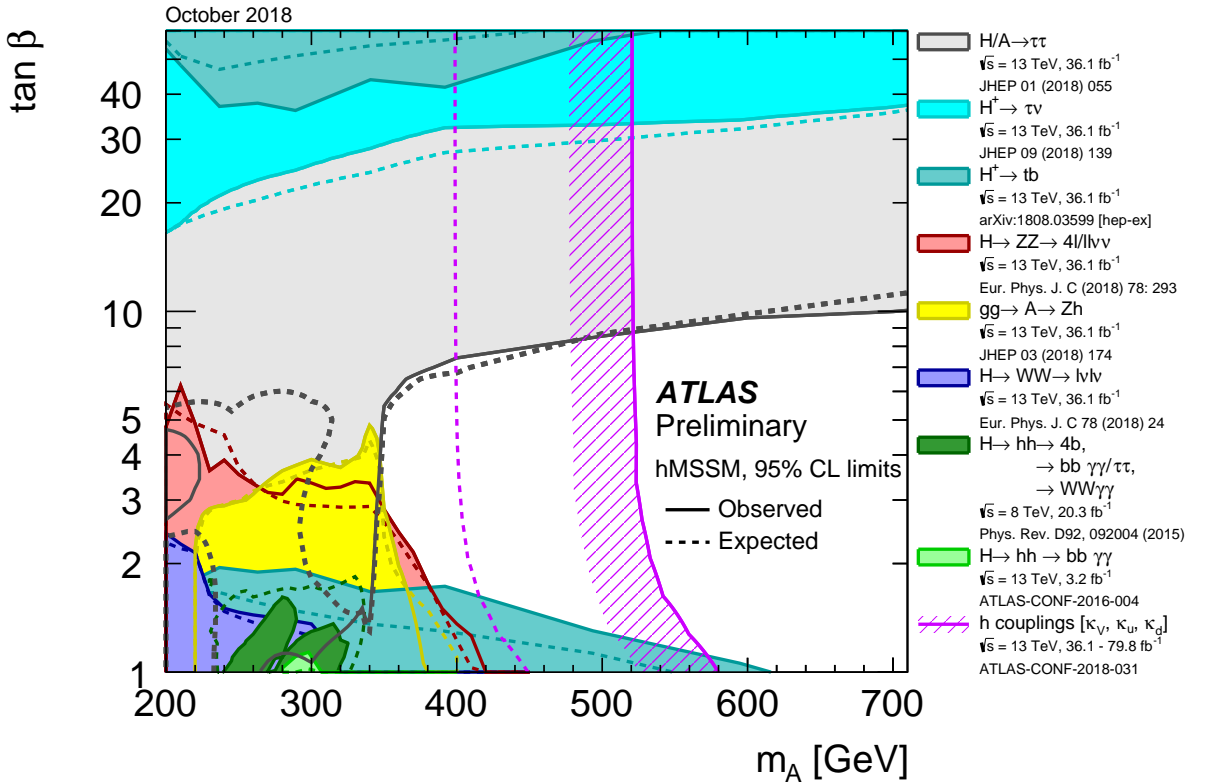 October 2018
tan β
40
30
20
10
5
4
3
2
1
200
300
400
500
600
700
m_A [GeV]
ATLAS
Preliminary
hMSSM, 95% CL limits
Observed
Expected
H/A→ττ
√s = 13 TeV, 36.1 fb⁻¹
JHEP 01 (2018) 055
H⁺→ τν
√s = 13 TeV, 36.1 fb⁻¹
JHEP 09 (2018) 139
H⁺→ tb
√s = 13 TeV, 36.1 fb⁻¹
arXiv:1808.03599 [hep-ex]
H→ ZZ→ 4l/llνν
√s = 13 TeV, 36.1 fb⁻¹
Eur. Phys. J. C (2018) 78: 293
gg→ A→ Zh
√s = 13 TeV, 36.1 fb⁻¹
JHEP 03 (2018) 174
H→ WW→ lνlν
√s = 13 TeV, 36.1 fb⁻¹
Eur. Phys. J. C 78 (2018) 24
H→ hh→ 4b,
→ bb γγ/ττ,
→ WWγγ
√s = 8 TeV, 20.3 fb⁻¹
Phys. Rev. D92, 092004 (2015)
H→ hh → bb γγ
√s = 13 TeV, 3.2 fb⁻¹
ATLAS-CONF-2016-004
h couplings [κ_V, κ_u, κ_d]
√s = 13 TeV, 36.1 - 79.8 fb⁻¹
ATLAS-CONF-2018-031